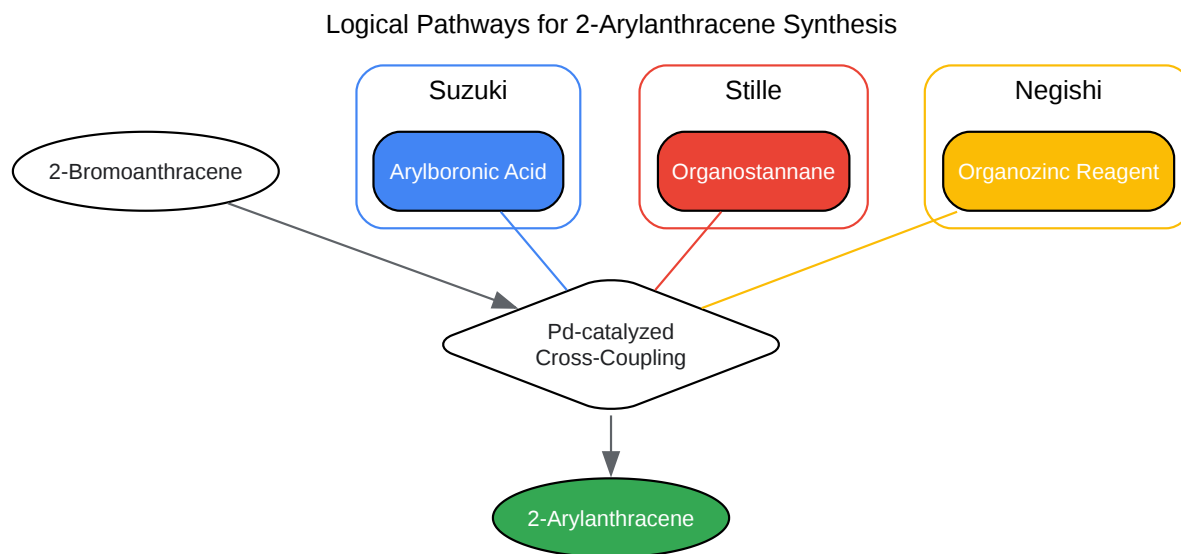 Logical Pathways for 2-Arylanthracene Synthesis
Suzuki
Stille
Negishi
2-Bromoanthracene
Arylboronic Acid
Organostannane
Organozinc Reagent
Pd-catalyzed
Cross-Coupling
2-Arylanthracene